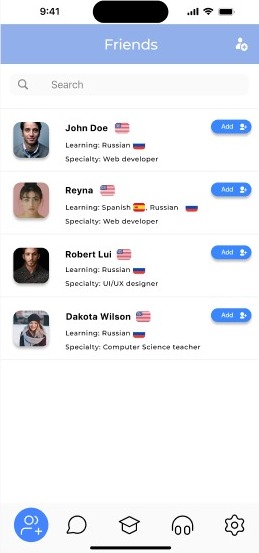 9:41
Friends
Search
John Doe
Add
Learning: Russian
Specialty: Web developer
Reyna
Add
Learning: Spanish , Russian
Specialty: Web developer
Robert Lui
Add
Learning: Russian
Specialty: UI/UX designer
Dakota Wilson
Add
Learning: Russian
Specialty: Computer Science teacher